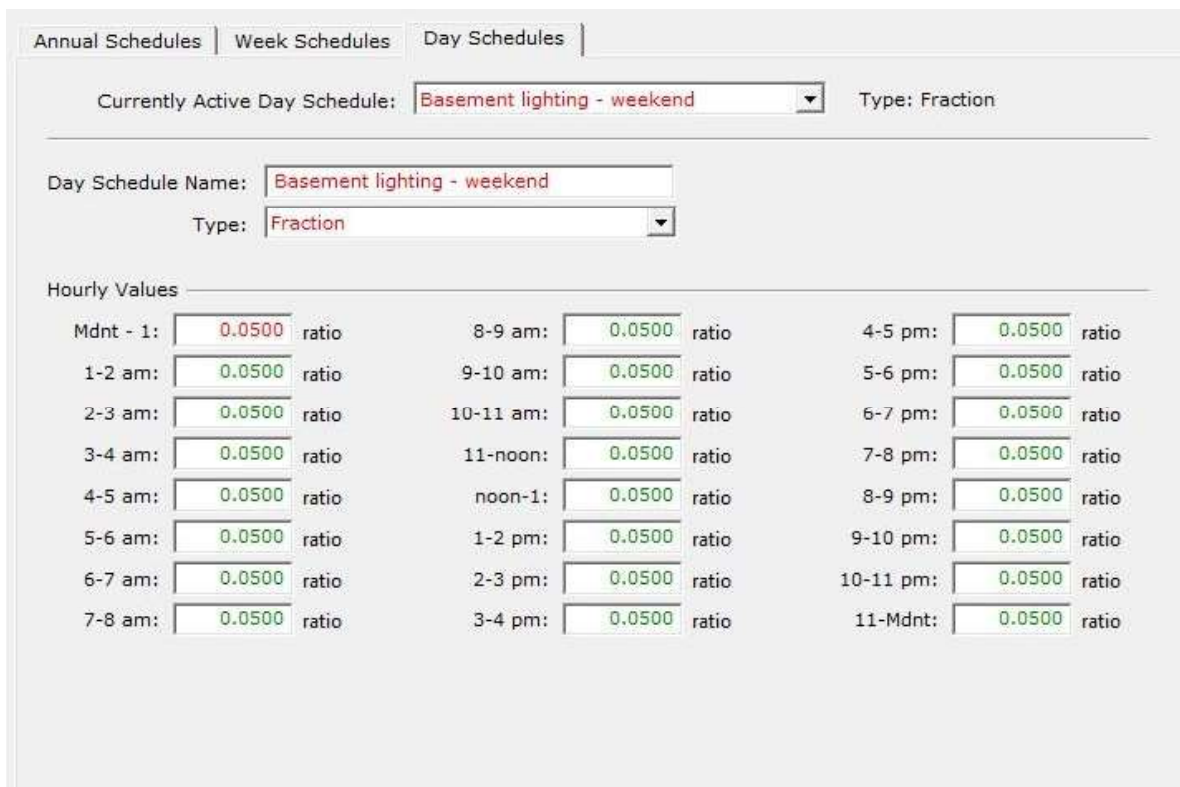 Annual Schedules Week Schedules Day Schedules
Currently Active Day Schedule: Basement lighting - weekend Type: Fraction
Day Schedule Name: Basement lighting - weekend
Type: Fraction
Hourly Values
Mdnt - 1: 0.0500 ratio 8-9 am: 0.0500 ratio 4-5 pm: 0.0500 ratio
1-2 am: 0.0500 ratio 9-10 am: 0.0500 ratio 5-6 pm: 0.0500 ratio
2-3 am: 0.0500 ratio 10-11 am: 0.0500 ratio 6-7 pm: 0.0500 ratio
3-4 am: 0.0500 ratio 11-noon: 0.0500 ratio 7-8 pm: 0.0500 ratio
4-5 am: 0.0500 ratio noon-1: 0.0500 ratio 8-9 pm: 0.0500 ratio
5-6 am: 0.0500 ratio 1-2 pm: 0.0500 ratio 9-10 pm: 0.0500 ratio
6-7 am: 0.0500 ratio 2-3 pm: 0.0500 ratio 10-11 pm: 0.0500 ratio
7-8 am: 0.0500 ratio 3-4 pm: 0.0500 ratio 11-Mdnt: 0.0500 ratio